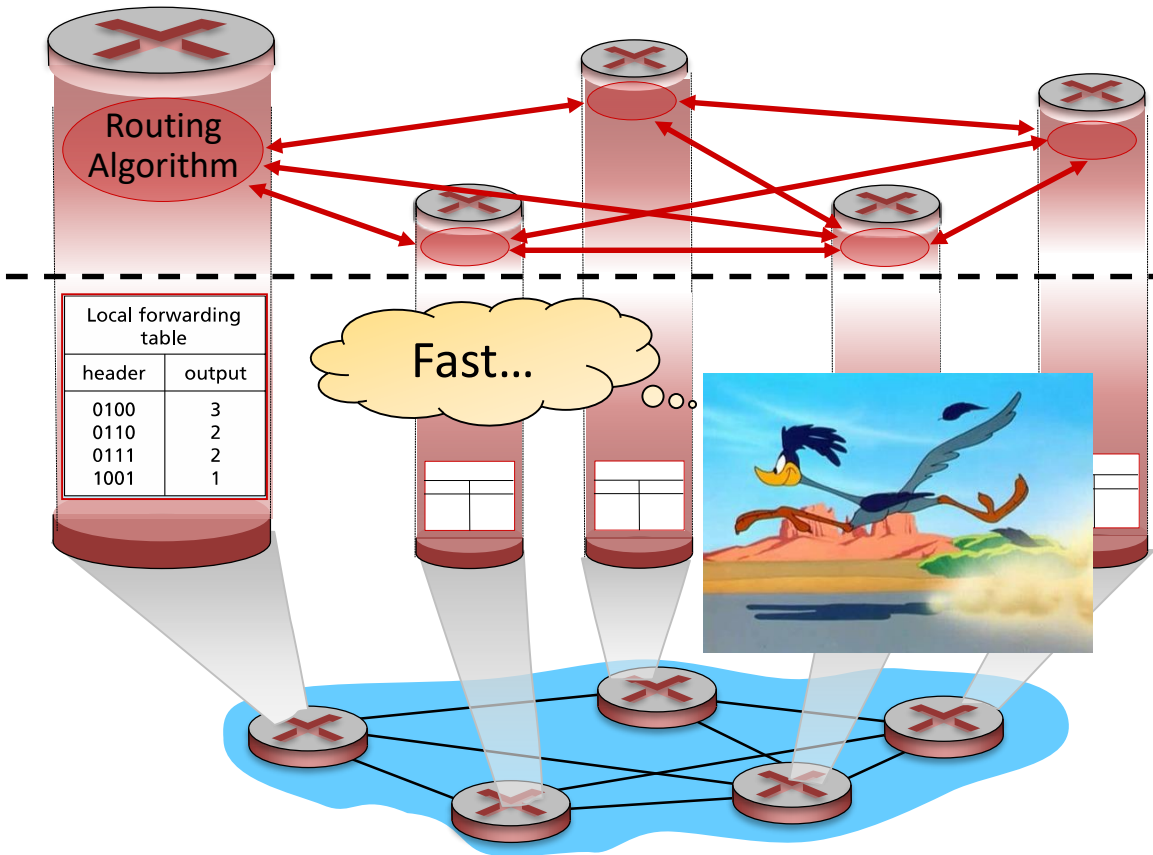 Routing
Algorithm
Local forwarding
table
header output
0100 3
0110 2
0111 2
1001 1
Fast…